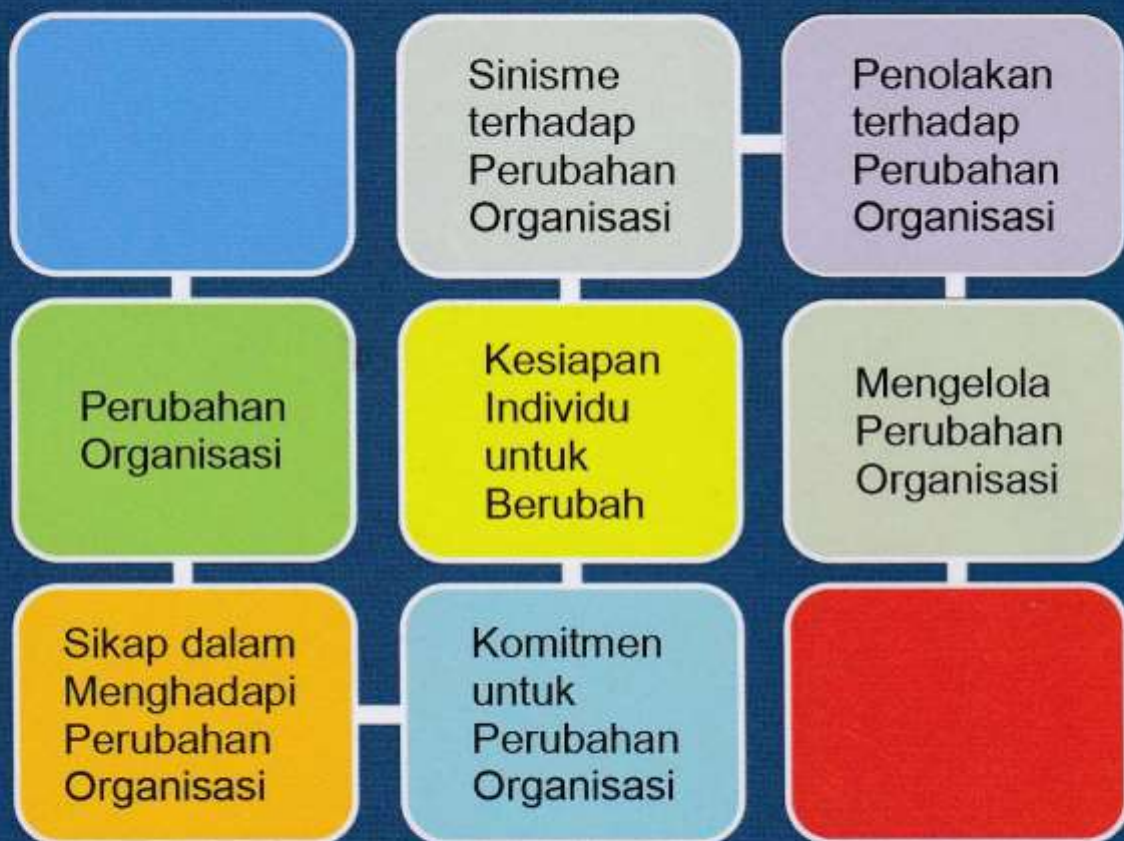 Sinisme
terhadap
Perubahan
Organisasi
Penolakan
terhadap
Perubahan
Organisasi
Perubahan
Organisasi
Kesiapan
Individu
untuk
Berubah
Mengelola
Perubahan
Organisasi
Sikap dalam
Menghadapi
Perubahan
Organisasi
Komitmen
untuk
Perubahan
Organisasi